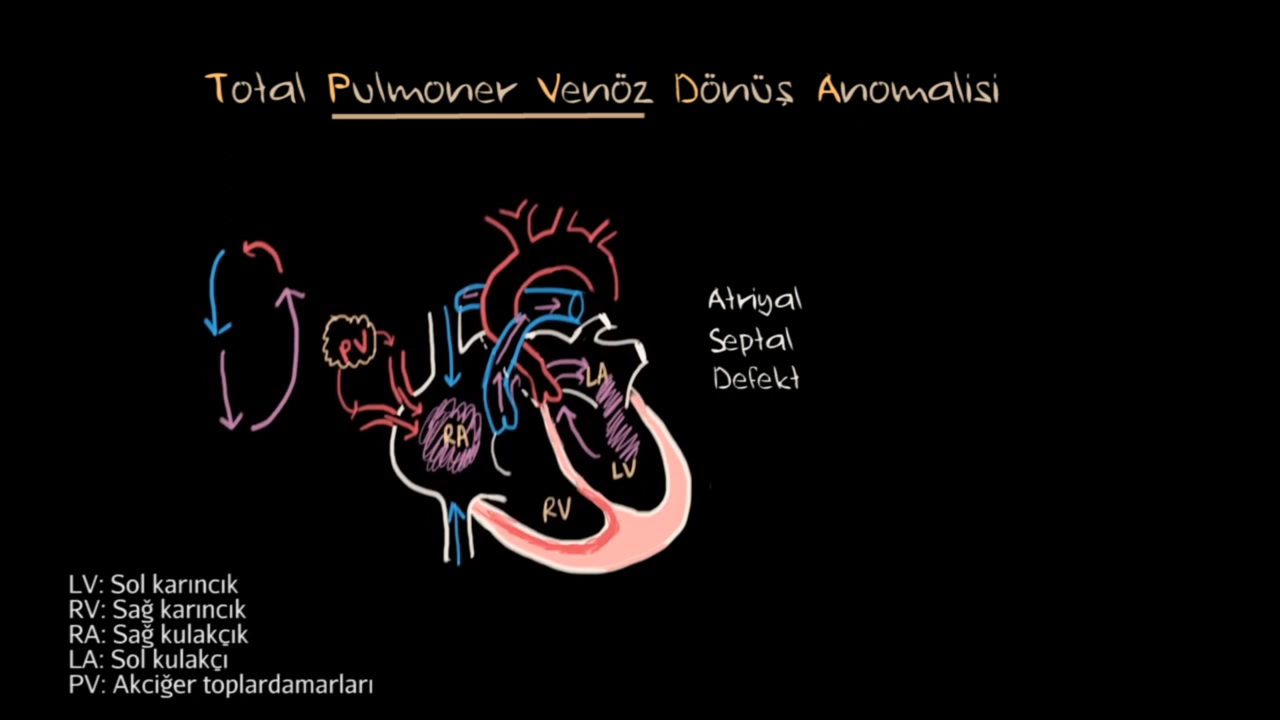 Total Pulmoner Venöz Dönüş Anomalisi
Atriyal
Septal
Defekt
PV
LA
RA
LV
RV
LV: Sol karıncık
RV: Sağ karıncık
RA: Sağ kulakçık
LA: Sol kulakçı
PV: Akciğer toplardamarları